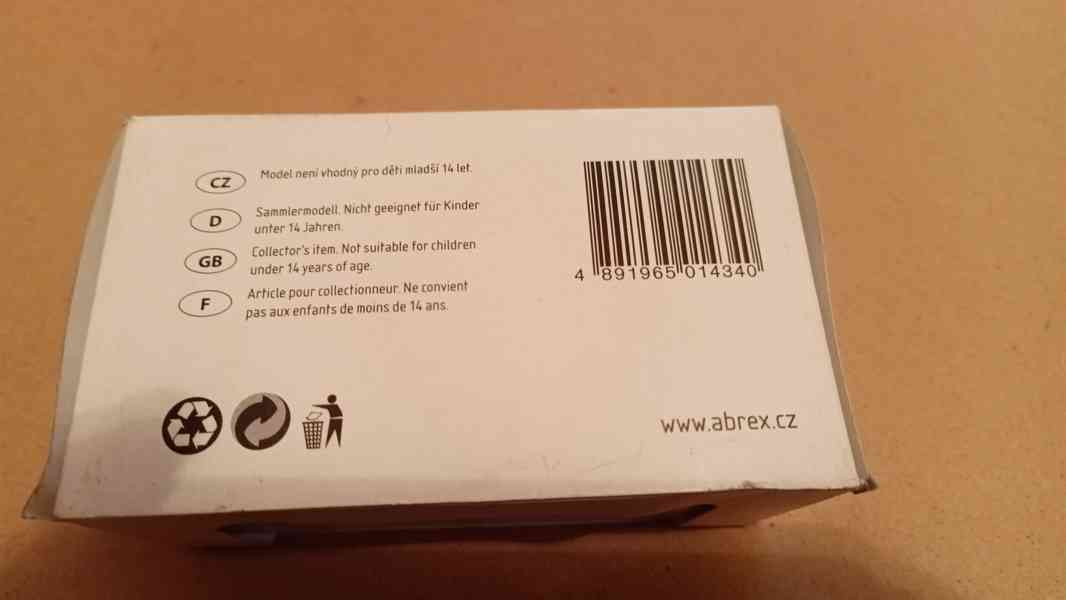 CZ Model není vhodný pro děti mladší 14 let.
D Sammlermodell. Nicht geeignet für Kinder
unter 14 Jahren.
GB Collector's item. Not suitable for children
under 14 years of age.
F Article pour collectionneur. Ne convient
pas aux enfants de moins de 14 ans.
4 891965 014340
www.abrex.cz